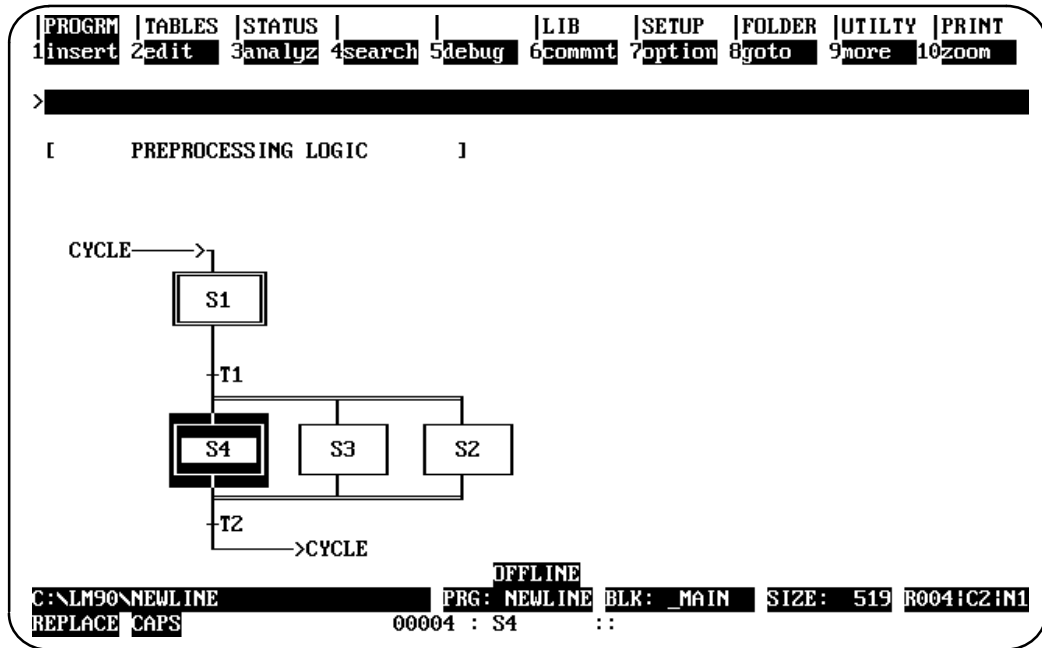 |PROGRM |TABLES |STATUS | | |LIB |SETUP |FOLDER |UTILTY |PRINT
1insert 2edit 3analyz 4search 5debug 6commnt 7option 8goto 9more 10zoom
>
[ PREPROCESSING LOGIC ]
CYCLE
S1
T1
S4 S3 S2
T2
>CYCLE
OFFLINE
C:\LM90\NEWLINE PRG: NEWLINE BLK: _MAIN SIZE: 519 R004|C2|N1
REPLACE CAPS 00004 : S4 ::